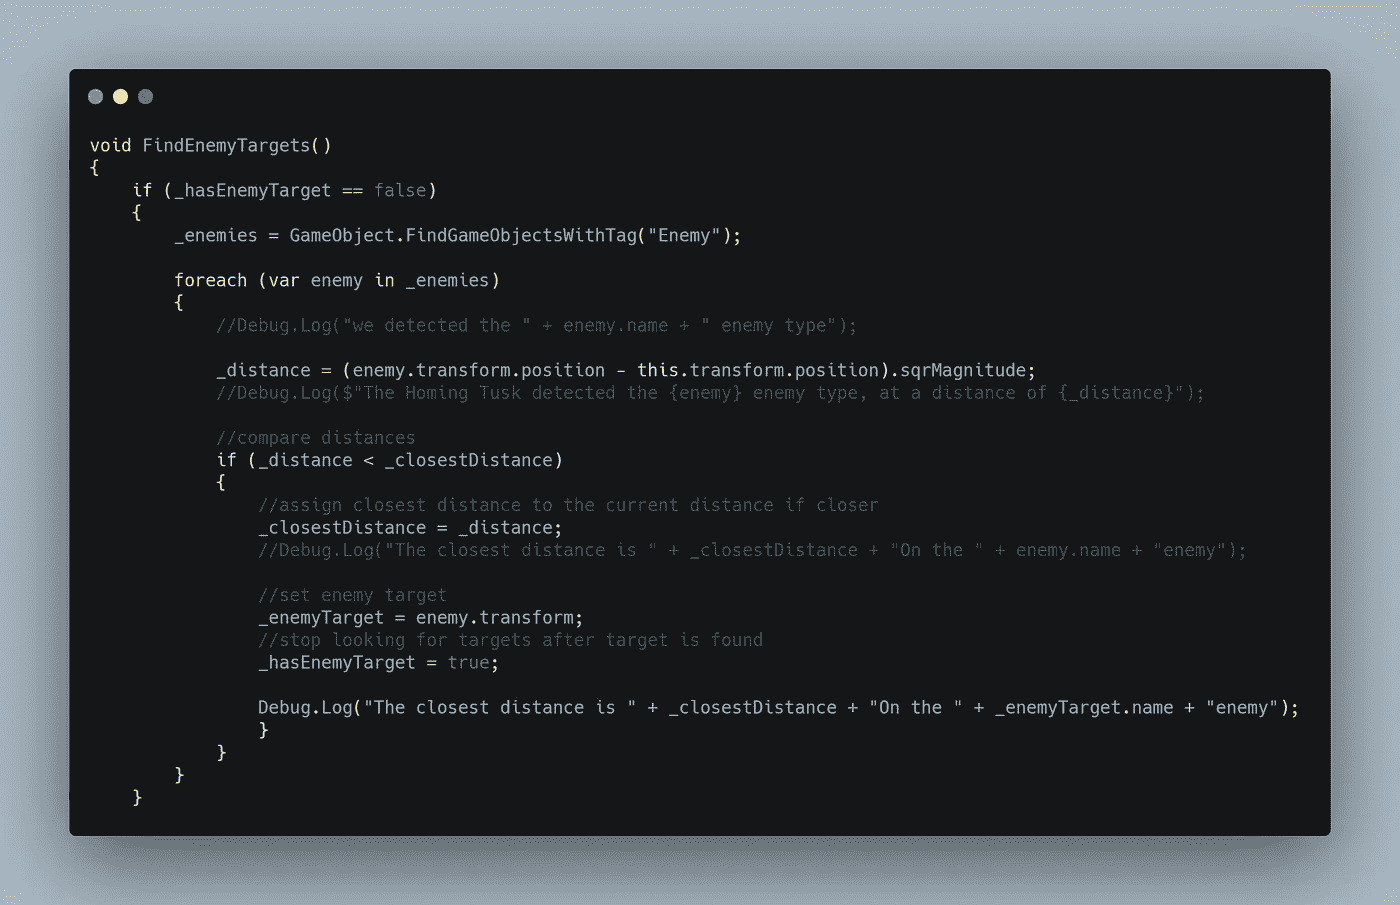 void FindEnemyTargets()
{
    if (_hasEnemyTarget == false)
    {
        _enemies = GameObject.FindGameObjectsWithTag("Enemy");

        foreach (var enemy in _enemies)
        {
            //Debug.Log("we detected the " + enemy.name + " enemy type");

            _distance = (enemy.transform.position - this.transform.position).sqrMagnitude;
            //Debug.Log($"The Homing Tusk detected the {enemy} enemy type, at a distance of {_distance}");

            //compare distances
            if (_distance < _closestDistance)
            {
                //assign closest distance to the current distance if closer
                _closestDistance = _distance;
                //Debug.Log("The closest distance is " + _closestDistance + "On the " + enemy.name + "enemy");

                //set enemy target
                _enemyTarget = enemy.transform;
                //stop looking for targets after target is found
                _hasEnemyTarget = true;

                Debug.Log("The closest distance is " + _closestDistance + "On the " + _enemyTarget.name + "enemy");
                }
            }
        }
    }